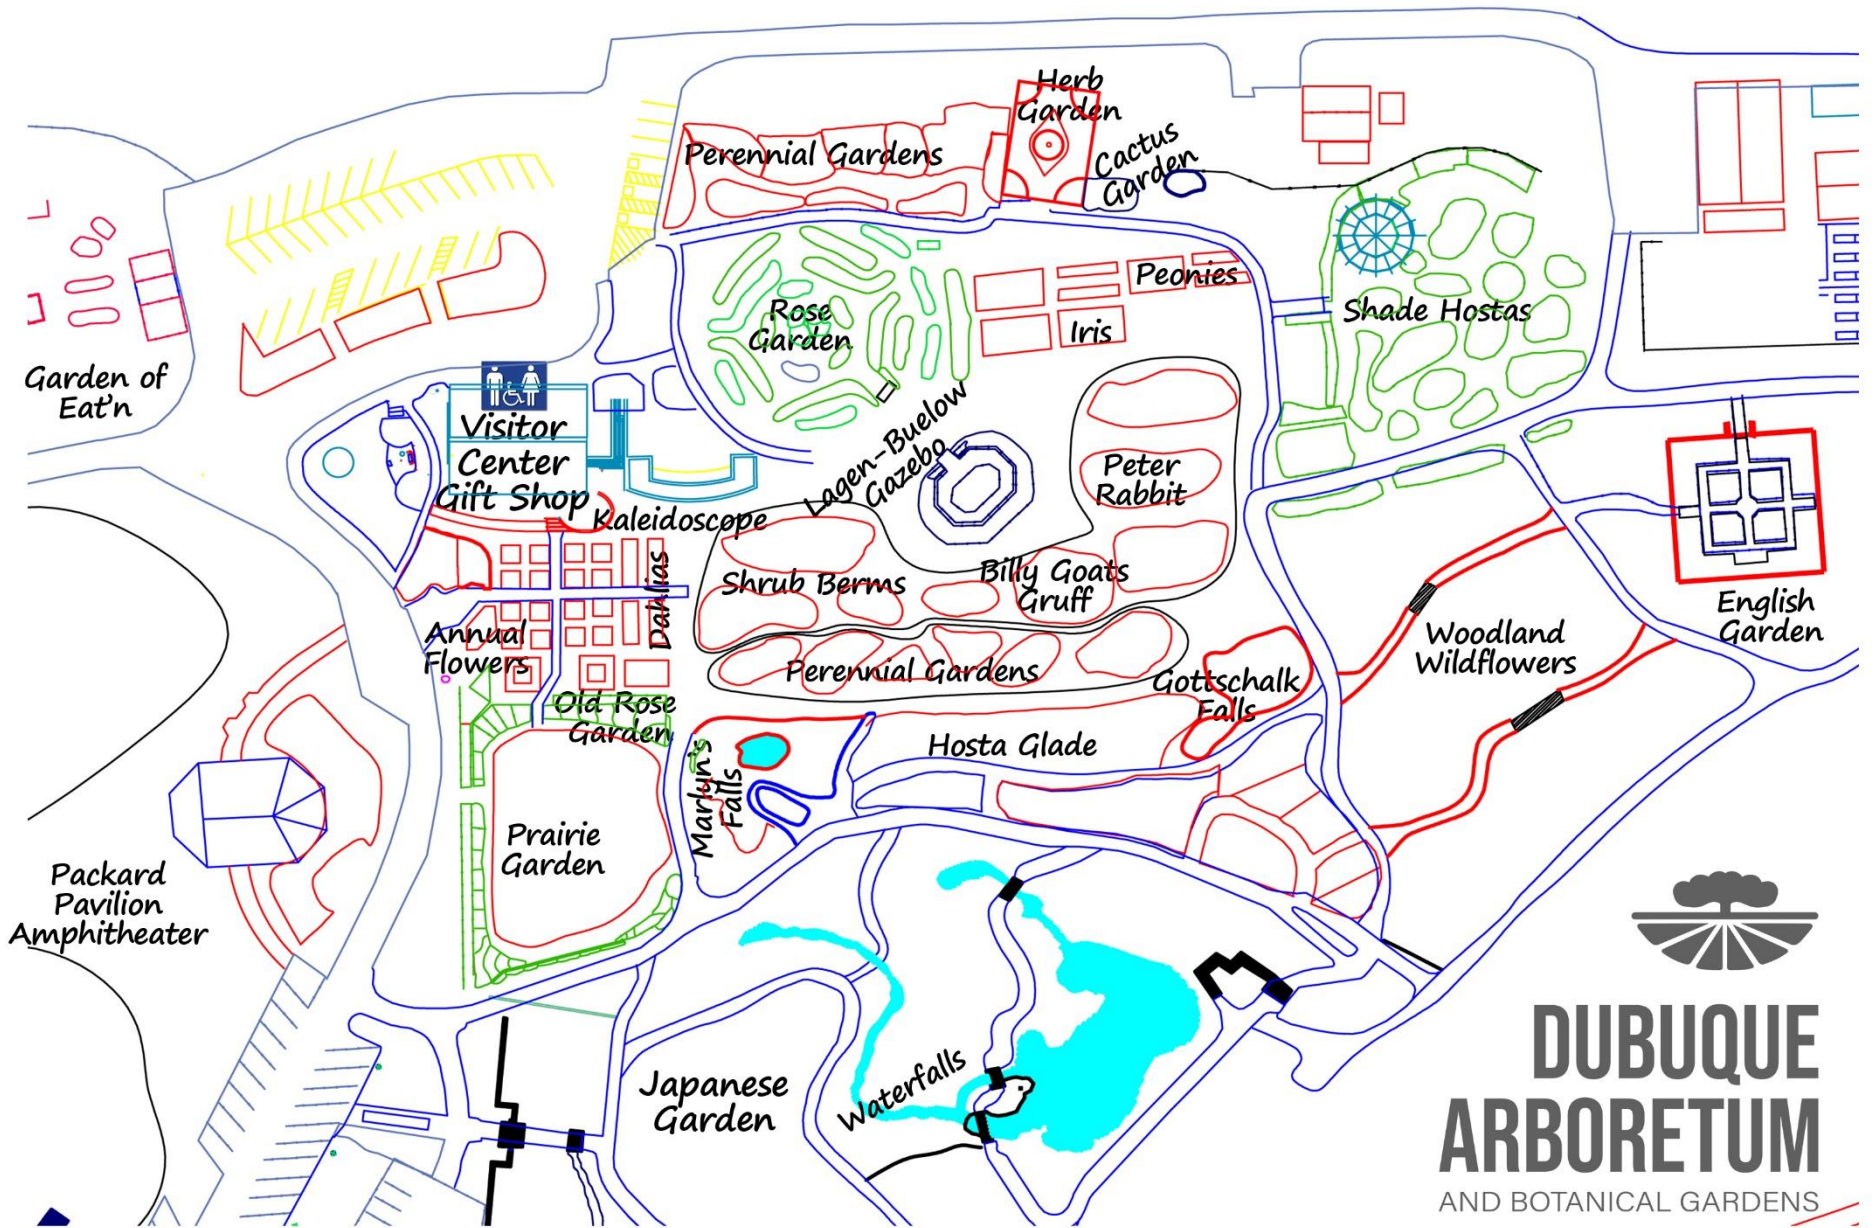 Herb
Garden
Cactus
Garden
Perennial Gardens
Peonies
Rose
Garden
Iris
Shade Hostas
Garden of
Eat'n
Visitor
Center
Gift Shop
Lagen-Buelow
Gazebo
Peter
Rabbit
Kaleidoscope
Dahlias
Shrub Berms
Billy Goats
Gruff
English
Garden
Woodland
Wildflowers
Annual
Flowers
Perennial Gardens
Gottschalk
Falls
Old Rose
Garden
Marlyn's
Falls
Hosta Glade
Prairie
Garden
Packard
Pavilion
Amphitheater
Japanese
Garden
Waterfalls
DUBUQUE
ARBORETUM
AND BOTANICAL GARDENS